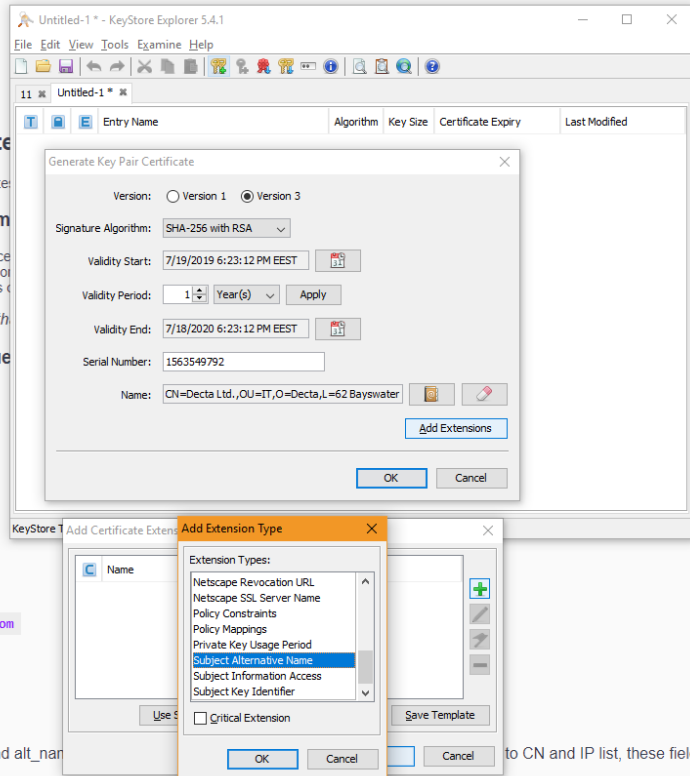 Untitled-1 * - KeyStore Explorer 5.4.1
File Edit View Tools Examine Help
11
Untitled-1 *
T E Entry Name Algorithm Key Size Certificate Expiry Last Modified
Generate Key Pair Certificate
Version: Version 1 Version 3
Signature Algorithm: SHA-256 with RSA
Validity Start: 7/19/2019 6:23:12 PM EEST
Validity Period: 1 Year(s) Apply
Validity End: 7/18/2020 6:23:12 PM EEST
Serial Number: 1563549792
Name: CN=Decta Ltd.,OU=IT,O=Decta,L=62 Bayswater
Add Extensions
OK Cancel
KeyStore T
Add Certificate Extens
Add Extension Type
C Name
Extension Types:
Netscape Revocation URL
Netscape SSL Server Name
Policy Constraints
Policy Mappings
Private Key Usage Period
Subject Alternative Name
Subject Information Access
Subject Key Identifier
Critical Extension
Use S
Save Template
OK Cancel
Cancel
om
d alt_nan
to CN and IP list, these fiel